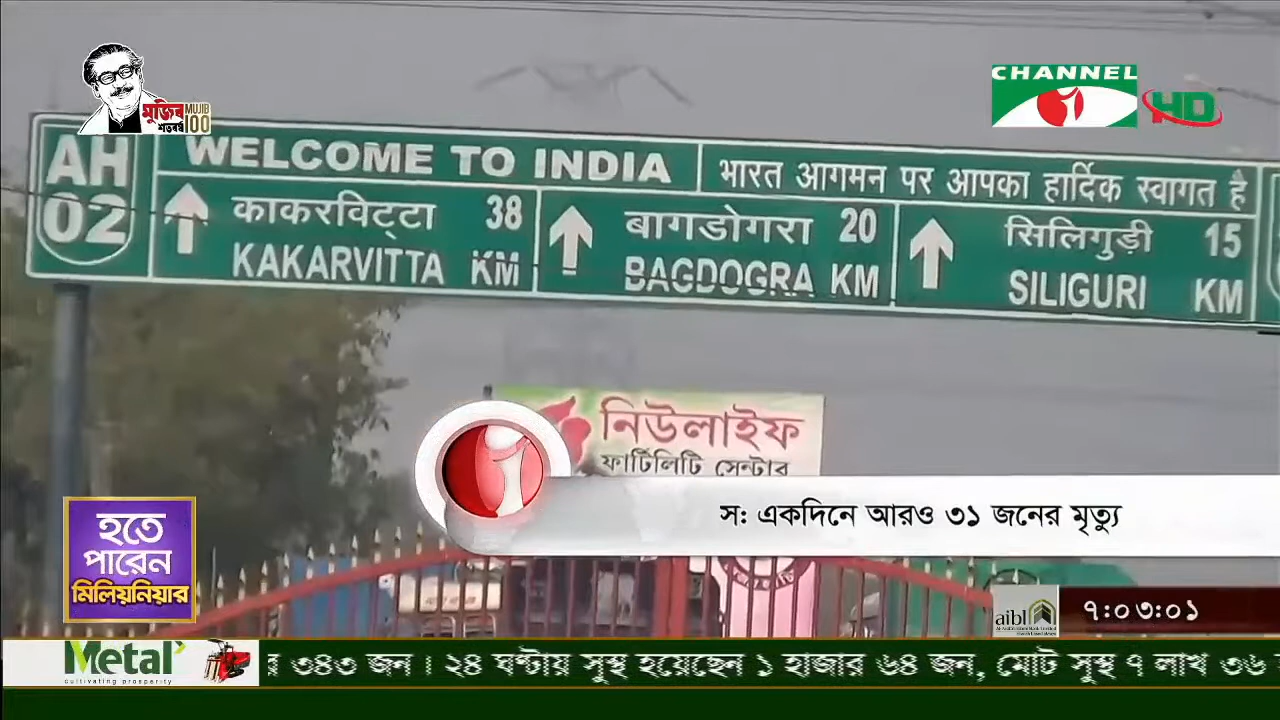 মুজিব
শতবর্ষ
MUJIB
100
CHANNEL
i
HD
AH
02
WELCOME TO INDIA
भारत आगमन पर आपका हार्दिक स्वागत है
काकरविट्टा 38
KAKARVITTA KM
बागडोगरा 20
BAGDOGRA KM
सिलिगुड़ी 15
SILIGURI KM
নিউলাইফ
ফার্টিলিটি সেন্টার
স: একদিনে আরও ৩১ জনের মৃত্যু
হতে
পারেন
মিলিয়নিয়ার
aibl
৭:০৩:০১
Metal
cultivating prosperity
র ৩৪৩ জন। ২৪ ঘণ্টায় সুস্থ হয়েছেন ১ হাজার ৬৪ জন, মোট সুস্থ ৭ লাখ ৩৬